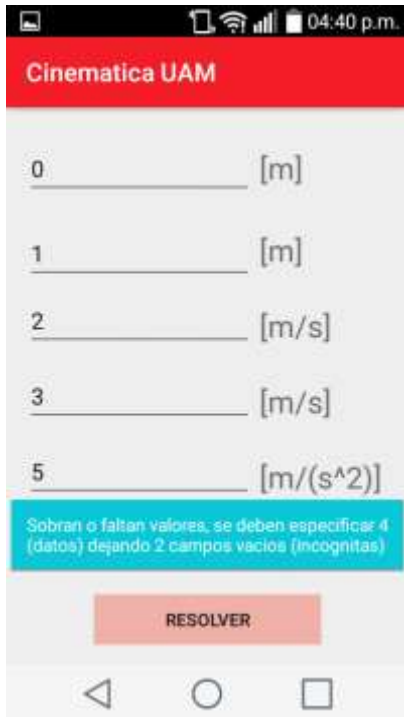 04:40 p.m.
Cinematica UAM
0 [m]
1 [m]
2 [m/s]
3 [m/s]
5 [m/(s^2)]
Sobran o faltan valores, se deben especificar 4
(datos) dejando 2 campos vacios (incognitas)
RESOLVER